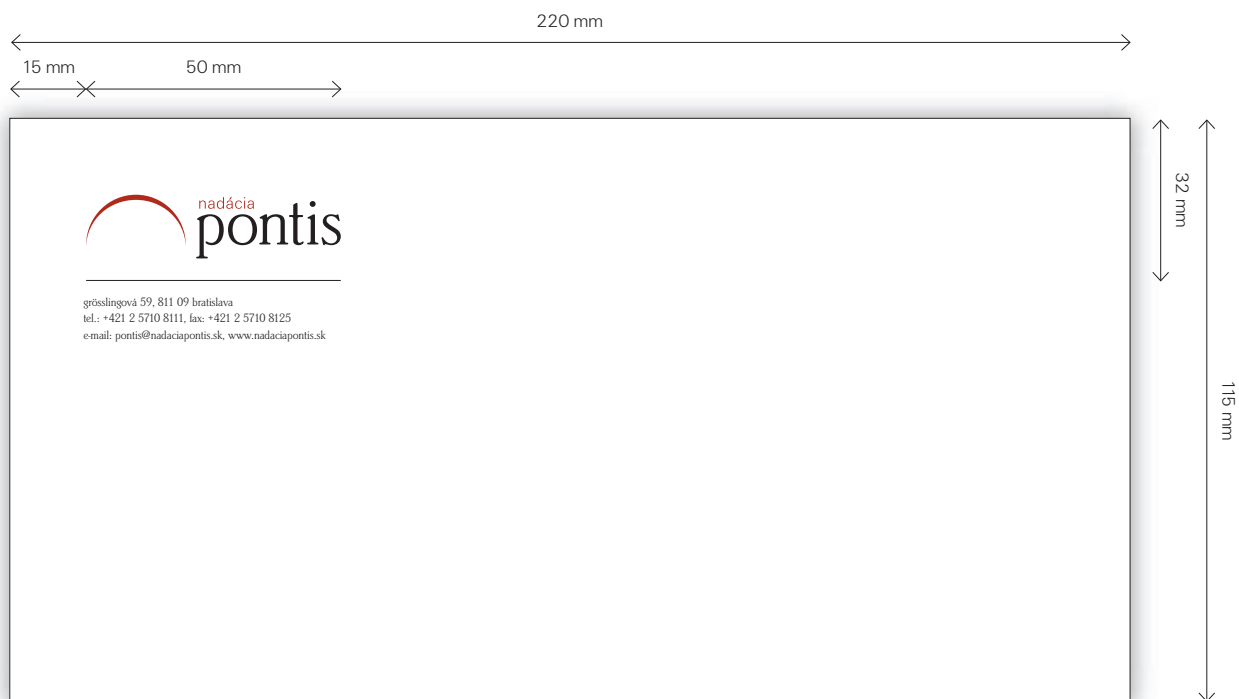 220 mm
15 mm
50 mm
32 mm
115 mm
nadácia
pontis
grösslingová 59, 811 09 bratislava
tel.: +421 2 5710 8111, fax: +421 2 5710 8125
e-mail: pontis@nadaciapontis.sk, www.nadaciapontis.sk